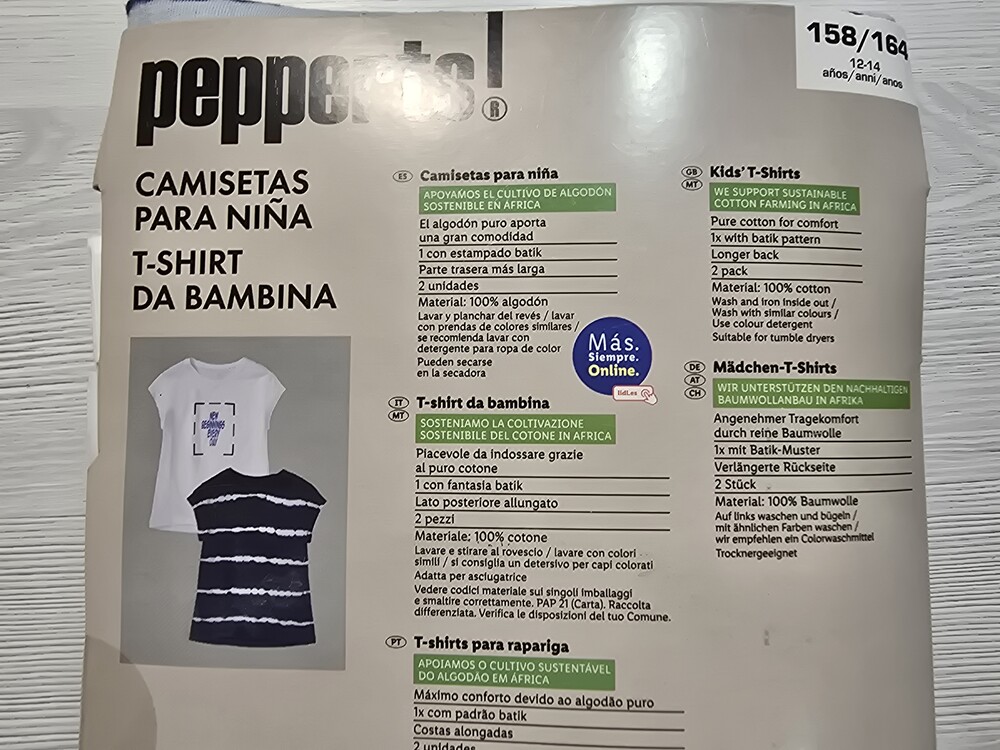 pepperts!®
158/164
12-14
años/anni/anos
CAMISETAS
PARA NIÑA
T-SHIRT
DA BAMBINA
NEW
BEGINNINGS
EVERY
DAY
ES Camisetas para niña
APOYAMOS EL CULTIVO DE ALGODÓN
SOSTENIBLE EN ÁFRICA
El algodón puro aporta
una gran comodidad
1 con estampado batik
Parte trasera más larga
2 unidades
Material: 100% algodón
Lavar y planchar del revés / lavar
con prendas de colores similares /
se recomienda lavar con
detergente para ropa de color
Pueden secarse
en la secadora
Más.
Siempre.
Online.
lidl.es
IT MT T-shirt da bambina
SOSTENIAMO LA COLTIVAZIONE
SOSTENIBILE DEL COTONE IN AFRICA
Piacevole da indossare grazie
al puro cotone
1 con fantasia batik
Lato posteriore allungato
2 pezzi
Materiale: 100% cotone
Lavare e stirare al rovescio / lavare con colori
simili / si consiglia un detersivo per capi colorati
Adatta per asciugatrice
Vedere codici materiale sui singoli imballaggi
e smaltire correttamente. PAP 21 (Carta). Raccolta
differenziata. Verifica le disposizioni del tuo Comune.
PT T-shirts para rapariga
APOIAMOS O CULTIVO SUSTENTÁVEL
DO ALGODÃO EM ÁFRICA
Máximo conforto devido ao algodão puro
1x com padrão batik
Costas alongadas
2 unidades
GB MT Kids' T-Shirts
WE SUPPORT SUSTAINABLE
COTTON FARMING IN AFRICA
Pure cotton for comfort
1x with batik pattern
Longer back
2 pack
Material: 100% cotton
Wash and iron inside out /
Wash with similar colours /
Use colour detergent
Suitable for tumble dryers
DE AT CH Mädchen-T-Shirts
WIR UNTERSTÜTZEN DEN NACHHALTIGEN
BAUMWOLLANBAU IN AFRIKA
Angenehmer Tragekomfort
durch reine Baumwolle
1x mit Batik-Muster
Verlängerte Rückseite
2 Stück
Material: 100% Baumwolle
Auf links waschen und bügeln /
mit ähnlichen Farben waschen /
wir empfehlen ein Colorwaschmittel
Trocknergeeignet